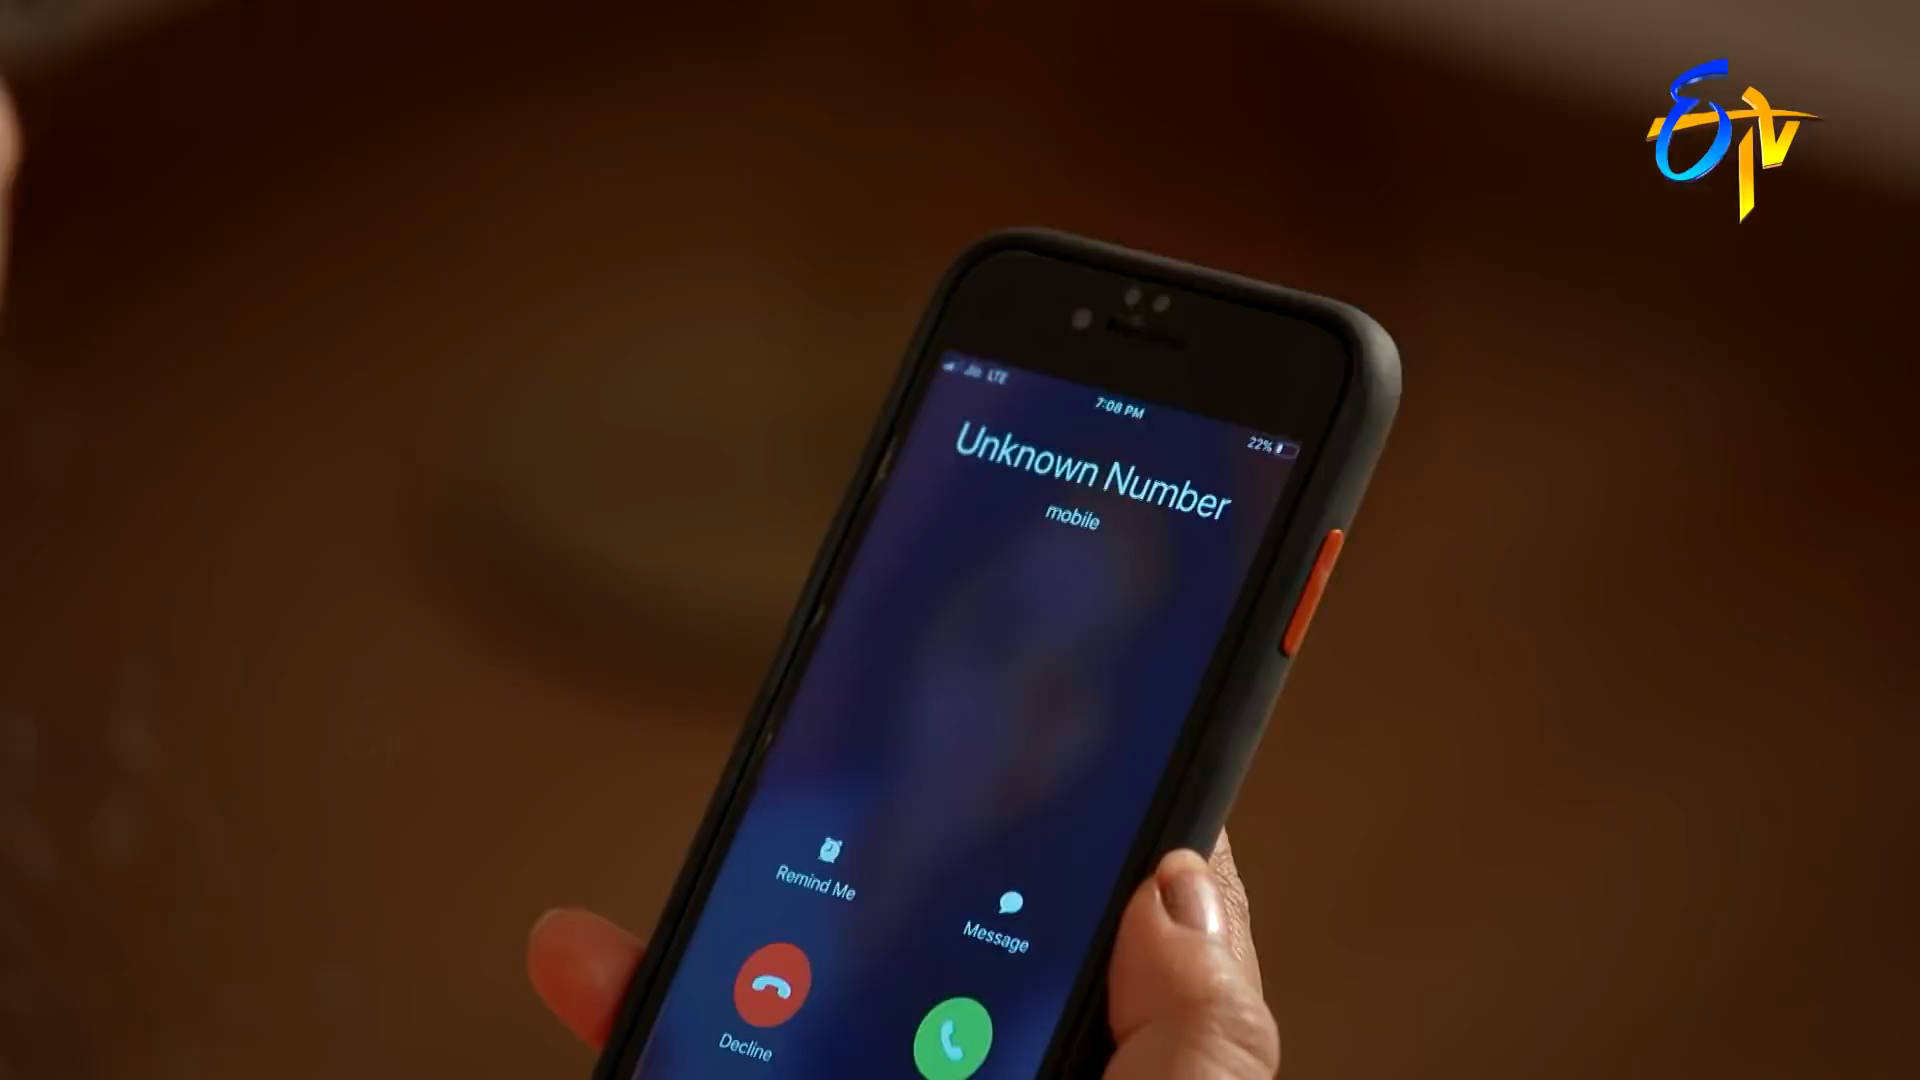 ETV
Jio LTE
7:08 PM
22%
Unknown Number
mobile
Remind Me
Message
Decline